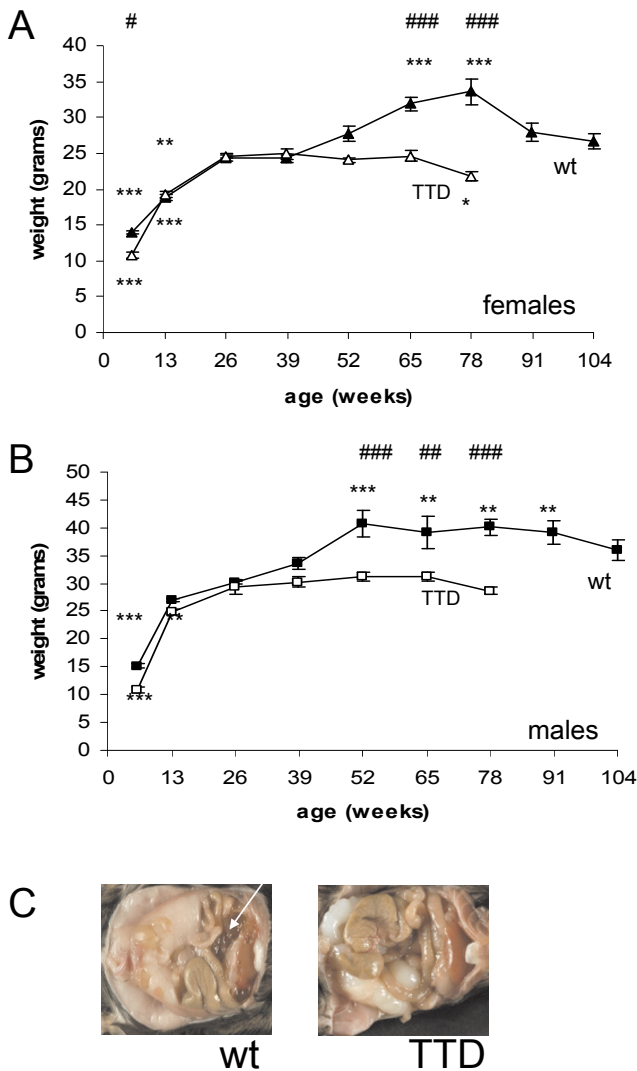 A
# ### ###
40
35
30
25
20
15
10
5
0
weight (grams)
*** ***
**
***
***
***
TTD
*
wt
females
0 13 26 39 52 65 78 91 104
age (weeks)
B
### ## ###
50
45
40
35
30
25
20
15
10
5
0
weight (grams)
*** ** ** **
***
**
***
TTD
wt
males
0 13 26 39 52 65 78 91 104
age (weeks)
C
wt TTD